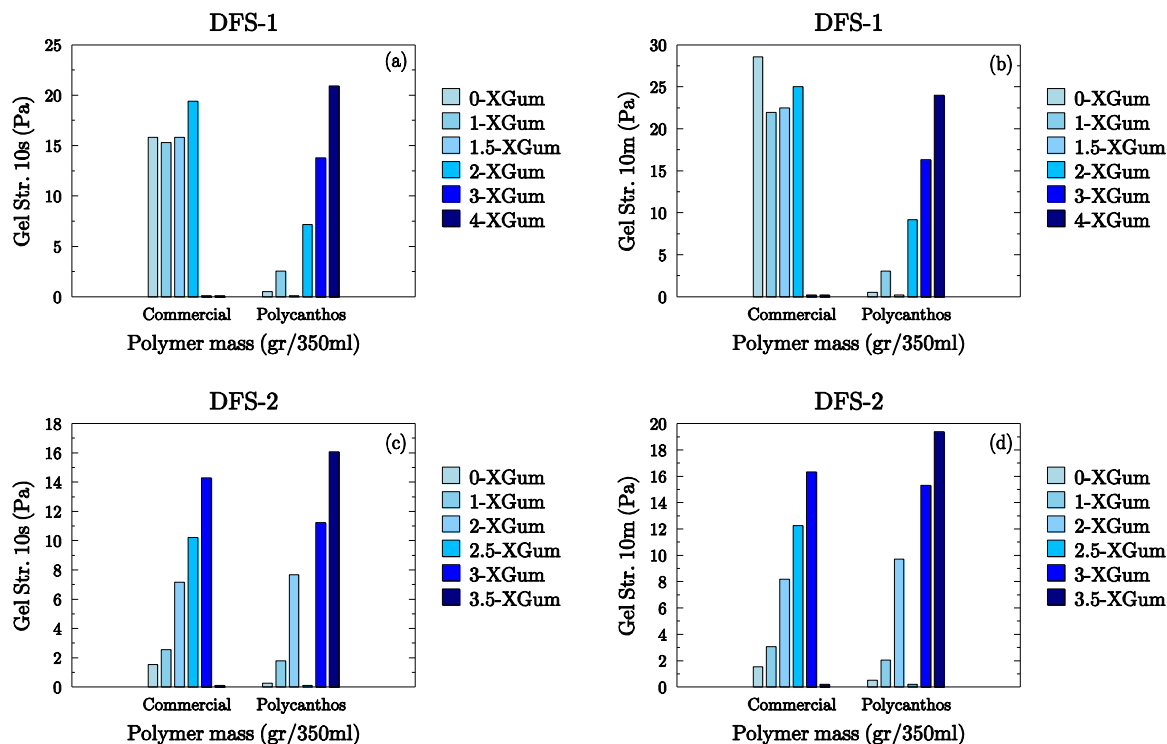 DFS-1
(a)
Gel Str. 10s (Pa)
25
20
15
10
5
0
Commercial Polycanthos
Polymer mass (gr/350ml)
0-XGum
1-XGum
1.5-XGum
2-XGum
3-XGum
4-XGum
DFS-1
(b)
Gel Str. 10m (Pa)
30
25
20
15
10
5
0
Commercial Polycanthos
Polymer mass (gr/350ml)
0-XGum
1-XGum
1.5-XGum
2-XGum
3-XGum
4-XGum
DFS-2
(c)
Gel Str. 10s (Pa)
18
16
14
12
10
8
6
4
2
0
Commercial Polycanthos
Polymer mass (gr/350ml)
0-XGum
1-XGum
2-XGum
2.5-XGum
3-XGum
3.5-XGum
DFS-2
(d)
Gel Str. 10m (Pa)
20
18
16
14
12
10
8
6
4
2
0
Commercial Polycanthos
Polymer mass (gr/350ml)
0-XGum
1-XGum
2-XGum
2.5-XGum
3-XGum
3.5-XGum